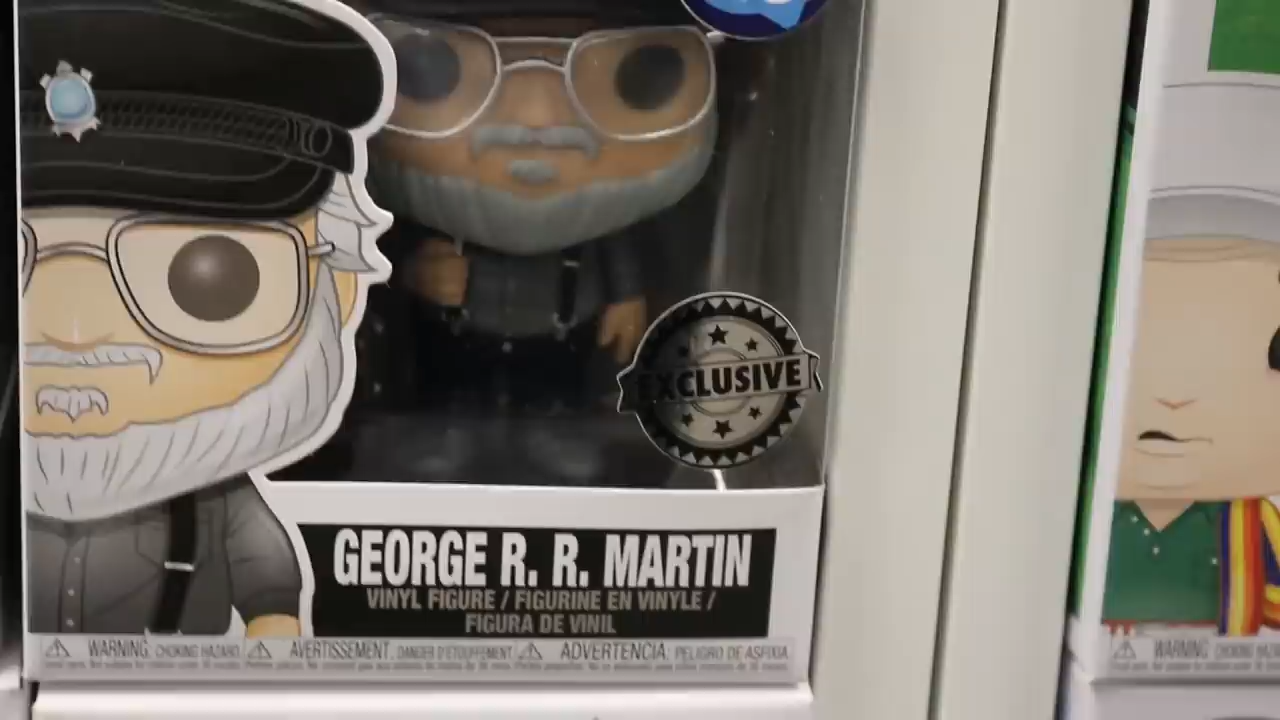 EXCLUSIVE
GEORGE R. R. MARTIN
VINYL FIGURE / FIGURINE EN VINYLE /
FIGURA DE VINIL
WARNING: CHOKING HAZARD. AVERTISSEMENT. DANGER D'ÉTOUFFEMENT. ADVERTENCIA: PELIGRO DE ASFIXIA.
WARNING